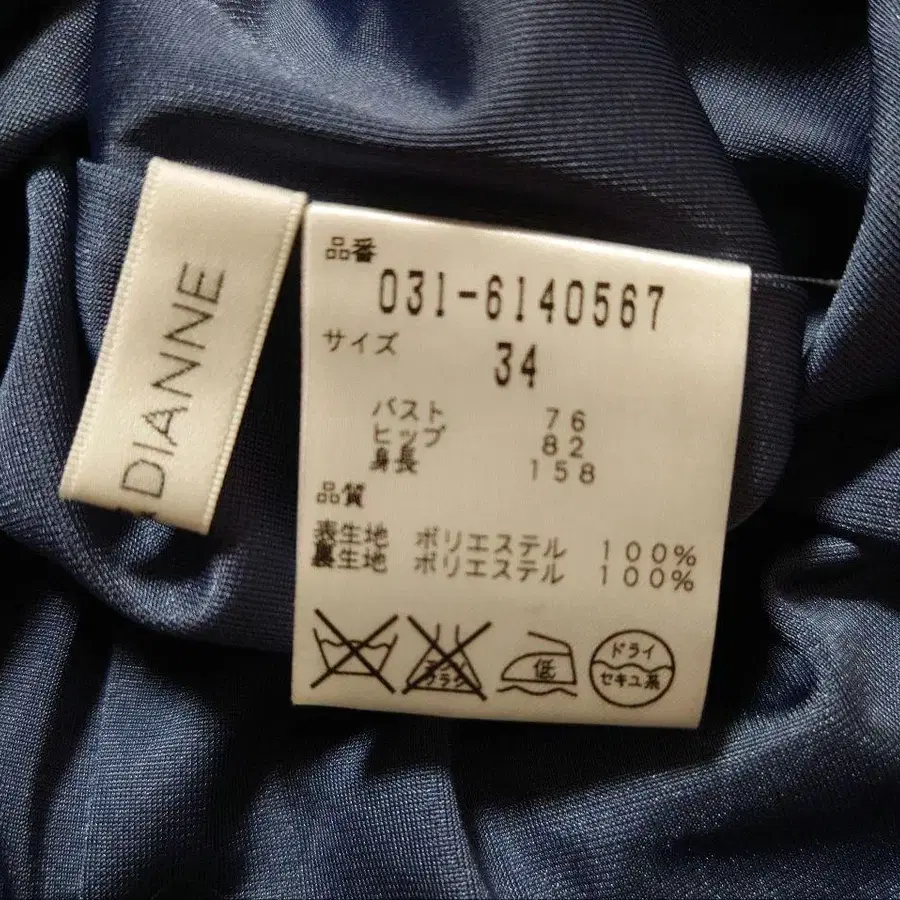 DIANNE
品番
031-6140567
サイズ
34
バスト 76
ヒップ 82
身長 158
品質
表生地 ポリエステル 100%
裏生地 ポリエステル 100%
低
ドライ
セキユ系